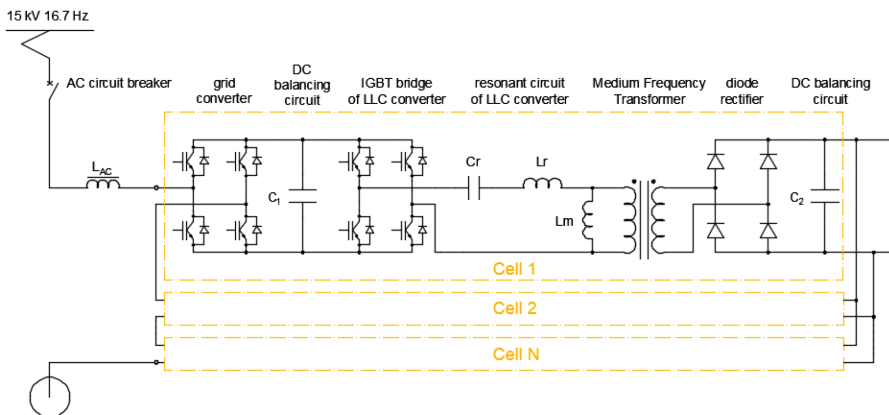 15 kV 16.7 Hz
AC circuit breaker
grid
converter
DC
balancing
circuit
IGBT bridge
of LLC converter
resonant circuit
of LLC converter
Medium Frequency
Transformer
diode
rectifier
DC balancing
circuit
LAC
C1
Cr
Lr
Lm
C2
Cell 1
Cell 2
Cell N